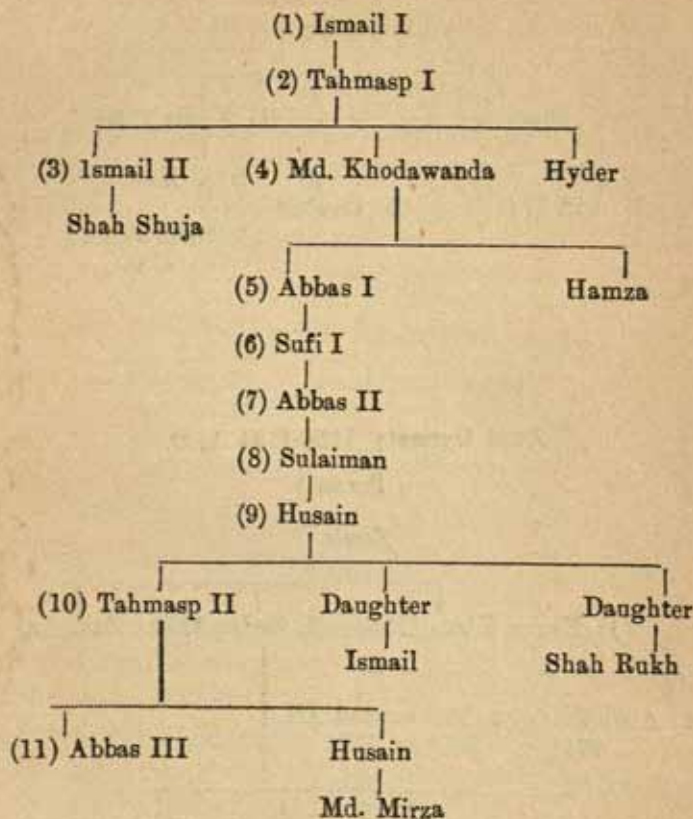 (1) Ismail I
(2) Tahmasp I
(3) Ismail II (4) Md. Khodawanda Hyder
Shah Shuja
(5) Abbas I Hamza
(6) Sufi I
(7) Abbas II
(8) Sulaiman
(9) Husain
(10) Tahmasp II Daughter Daughter
Ismail Shah Rukh
(11) Abbas III Husain
Md. Mirza